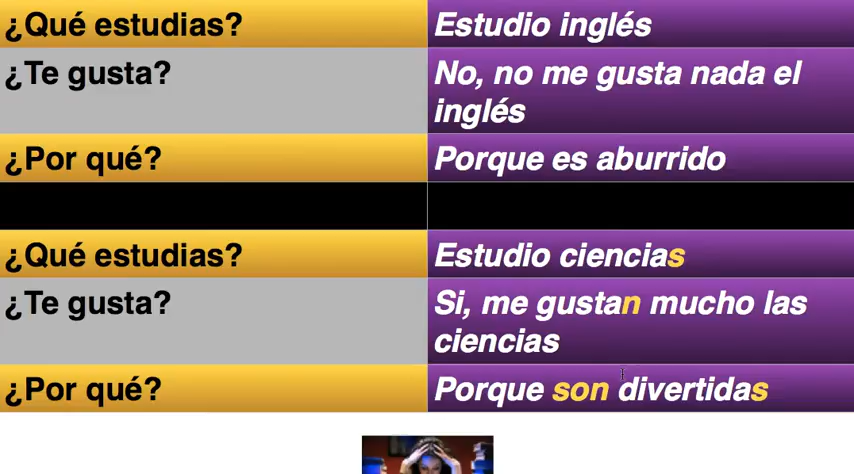 ¿Qué estudias?
Estudio inglés
¿Te gusta?
No, no me gusta nada el
inglés
¿Por qué?
Porque es aburrido
¿Qué estudias?
Estudio ciencias
¿Te gusta?
Si, me gustan mucho las
ciencias
¿Por qué?
Porque son divertidas